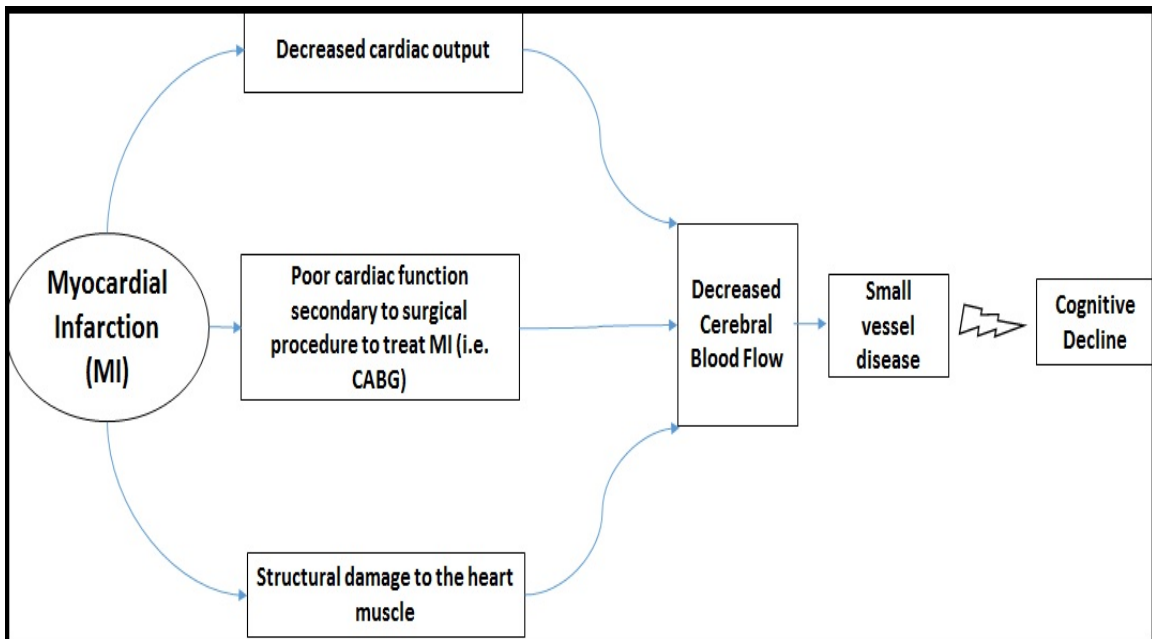 Decreased cardiac output
Myocardial
Infarction
(MI)
Poor cardiac function
secondary to surgical
procedure to treat MI (i.e.
CABG)
Structural damage to the heart
muscle
Decreased
Cerebral
Blood Flow
Small
vessel
disease
Cognitive
Decline